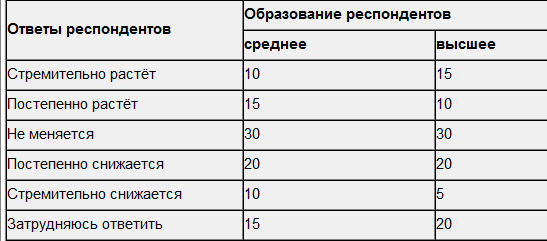 Ответы респондентов
Образование респондентов
среднее высшее
Стремительно растёт 10 15
Постепенно растёт 15 10
Не меняется 30 30
Постепенно снижается 20 20
Стремительно снижается 10 5
Затрудняюсь ответить 15 20